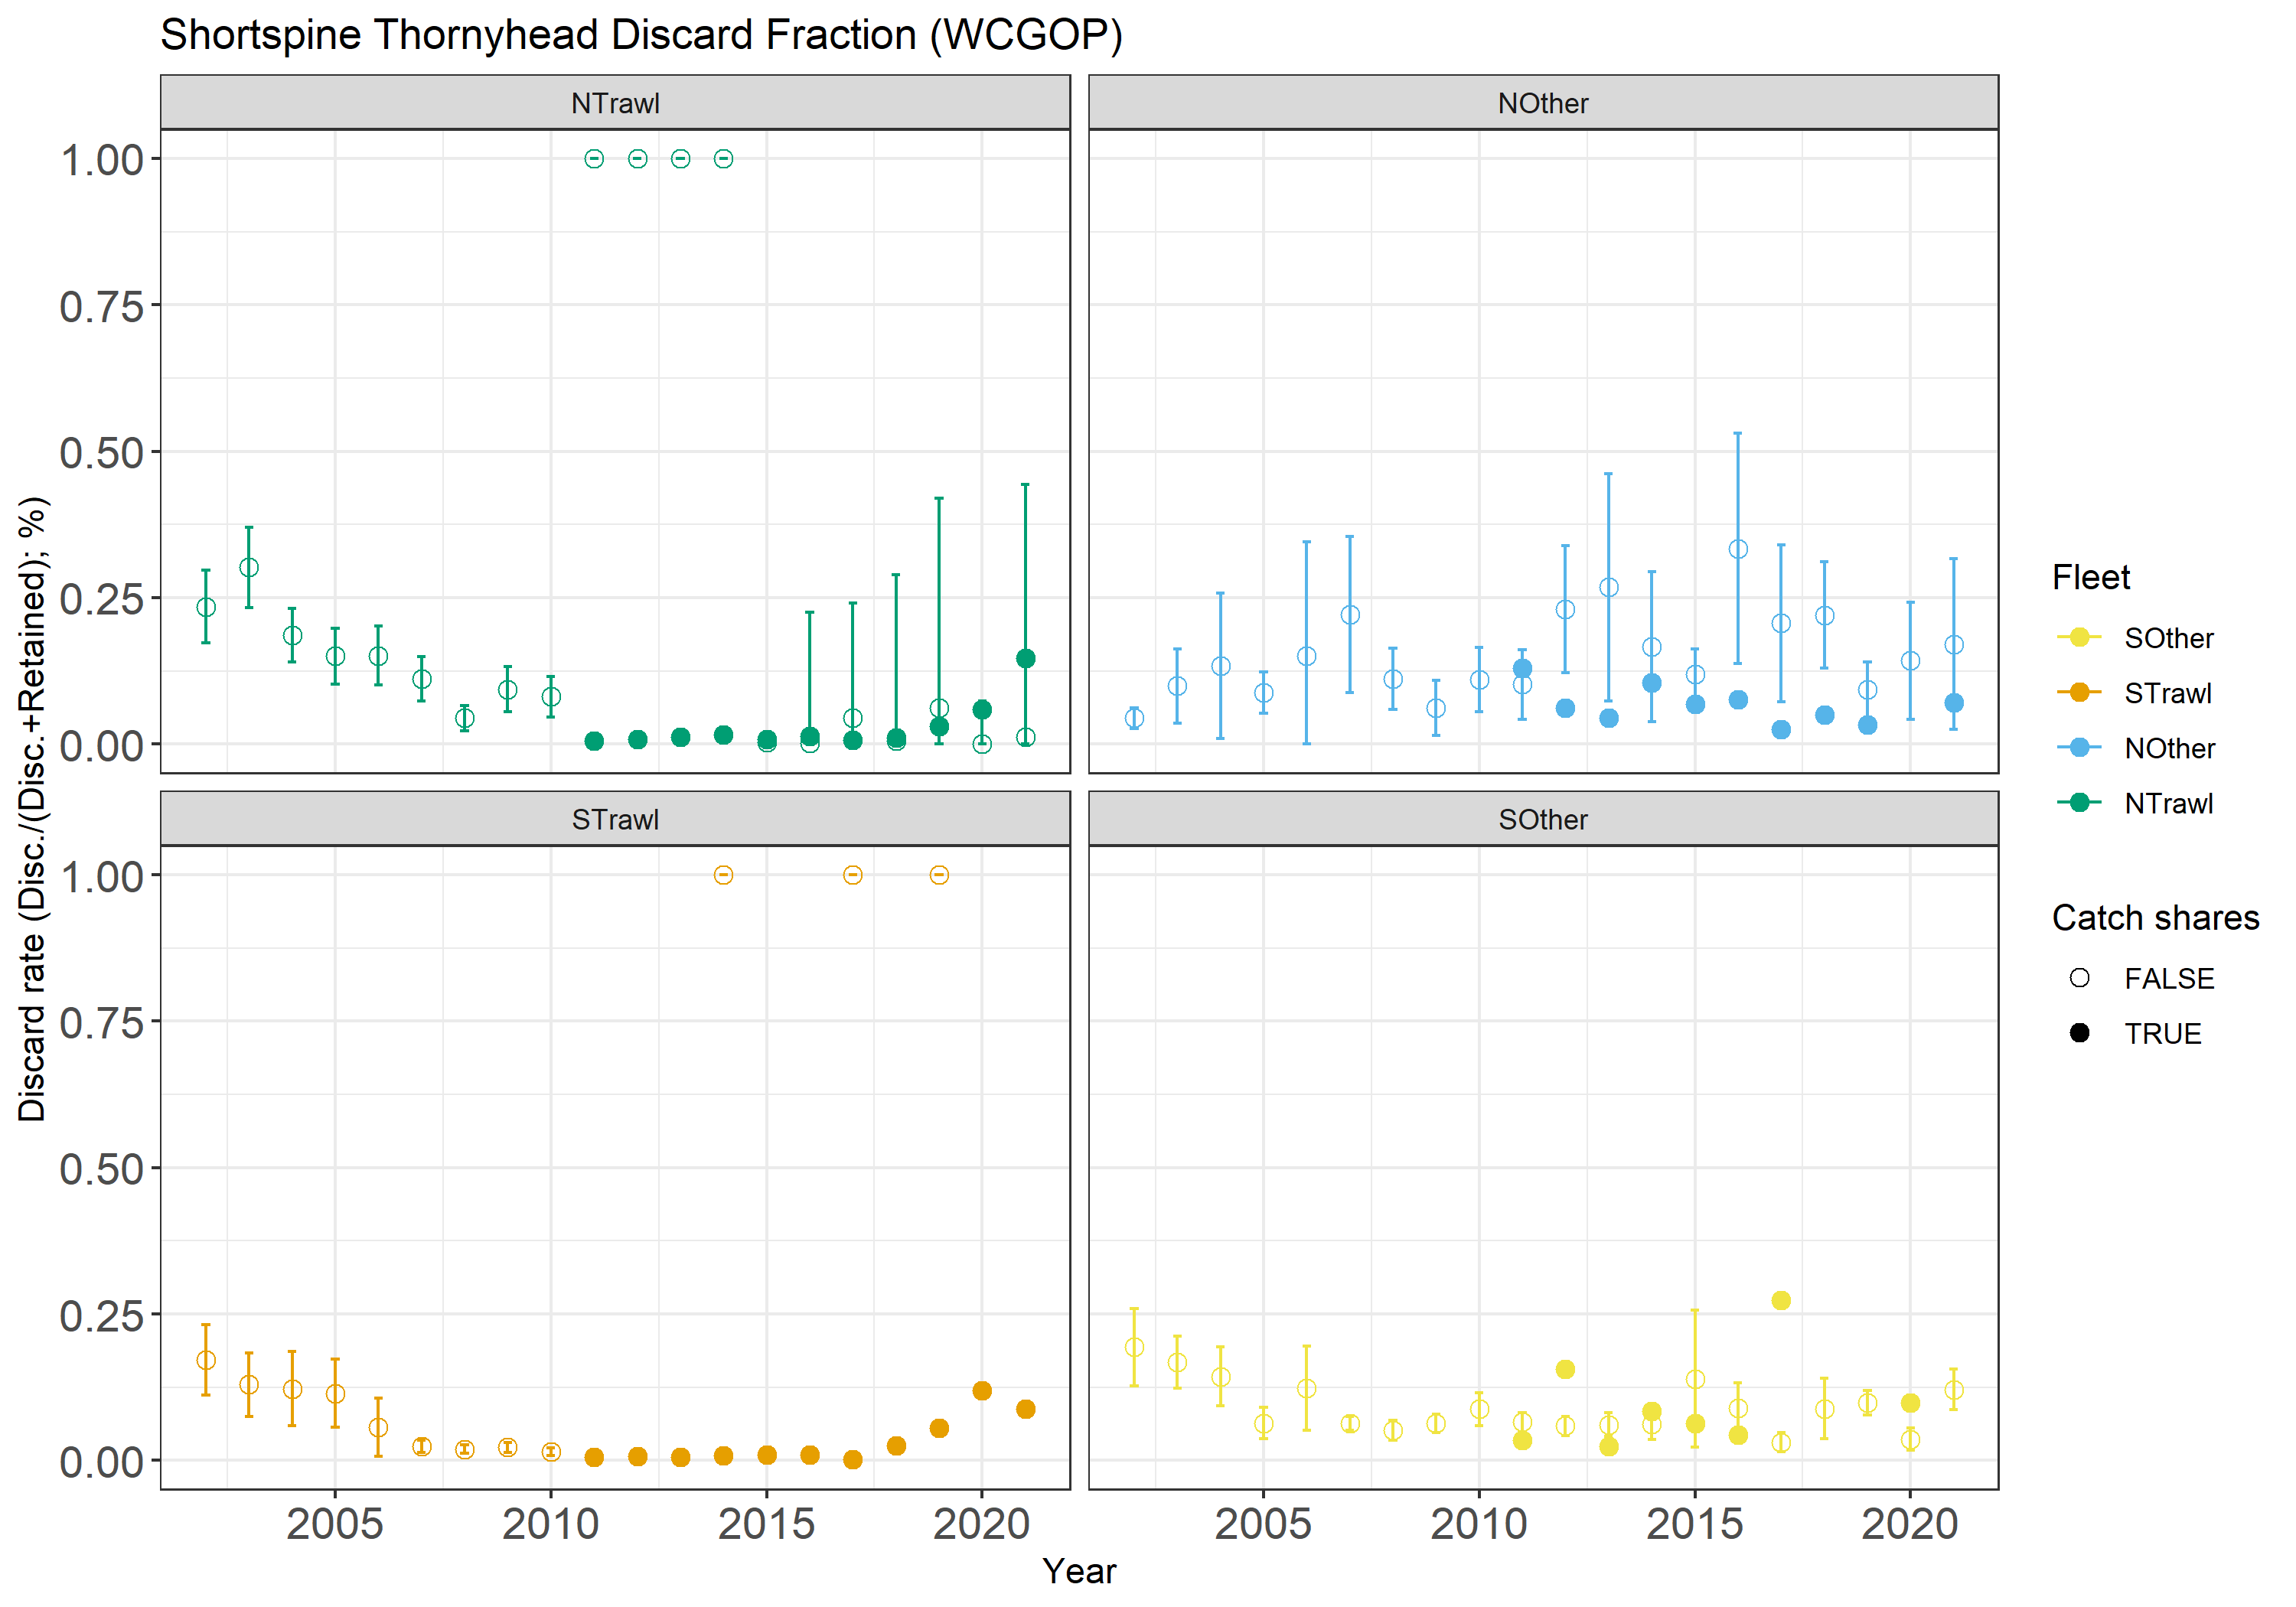 Shortspine Thornyhead Discard Fraction (WCGOP)
NTrawl
NOther
1.00
0.75
0.50
0.25
0.00
STrawl
SOther
1.00
0.75
0.50
0.25
0.00
2005 2010 2015 2020
2005 2010 2015 2020
Year
Discard rate (Disc./(Disc.+Retained); %)
Fleet
SOther
STrawl
NOther
NTrawl
Catch shares
FALSE
TRUE